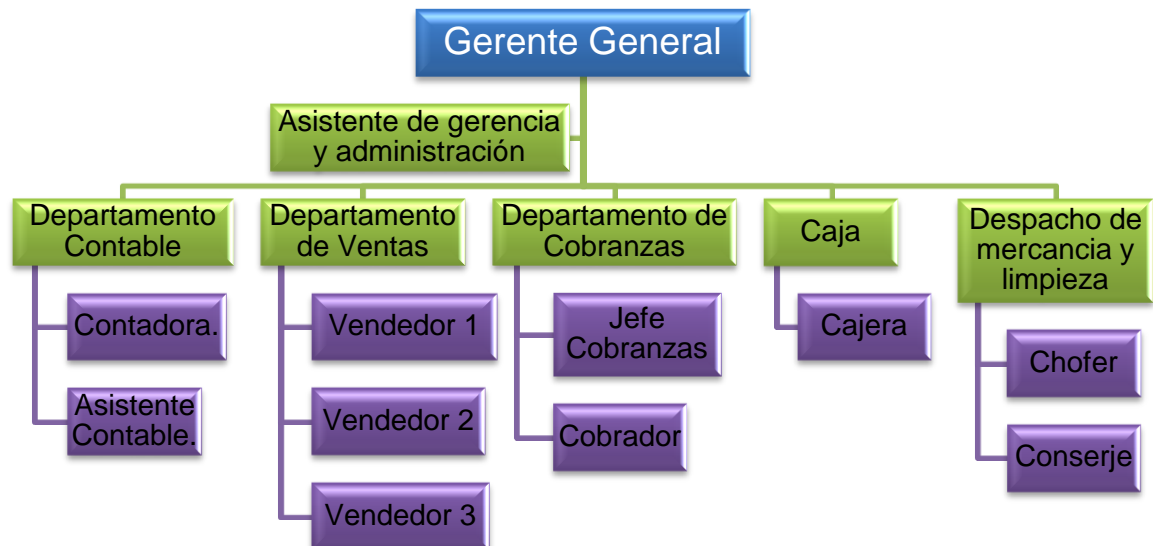 Gerente General
Asistente de gerencia
y administración
Departamento
Contable
Departamento
de Ventas
Departamento de
Cobranzas
Caja
Despacho de
mercancia y
limpieza
Contadora.
Asistente
Contable.
Vendedor 1
Vendedor 2
Vendedor 3
Jefe
Cobranzas
Cobrador
Cajera
Chofer
Conserje